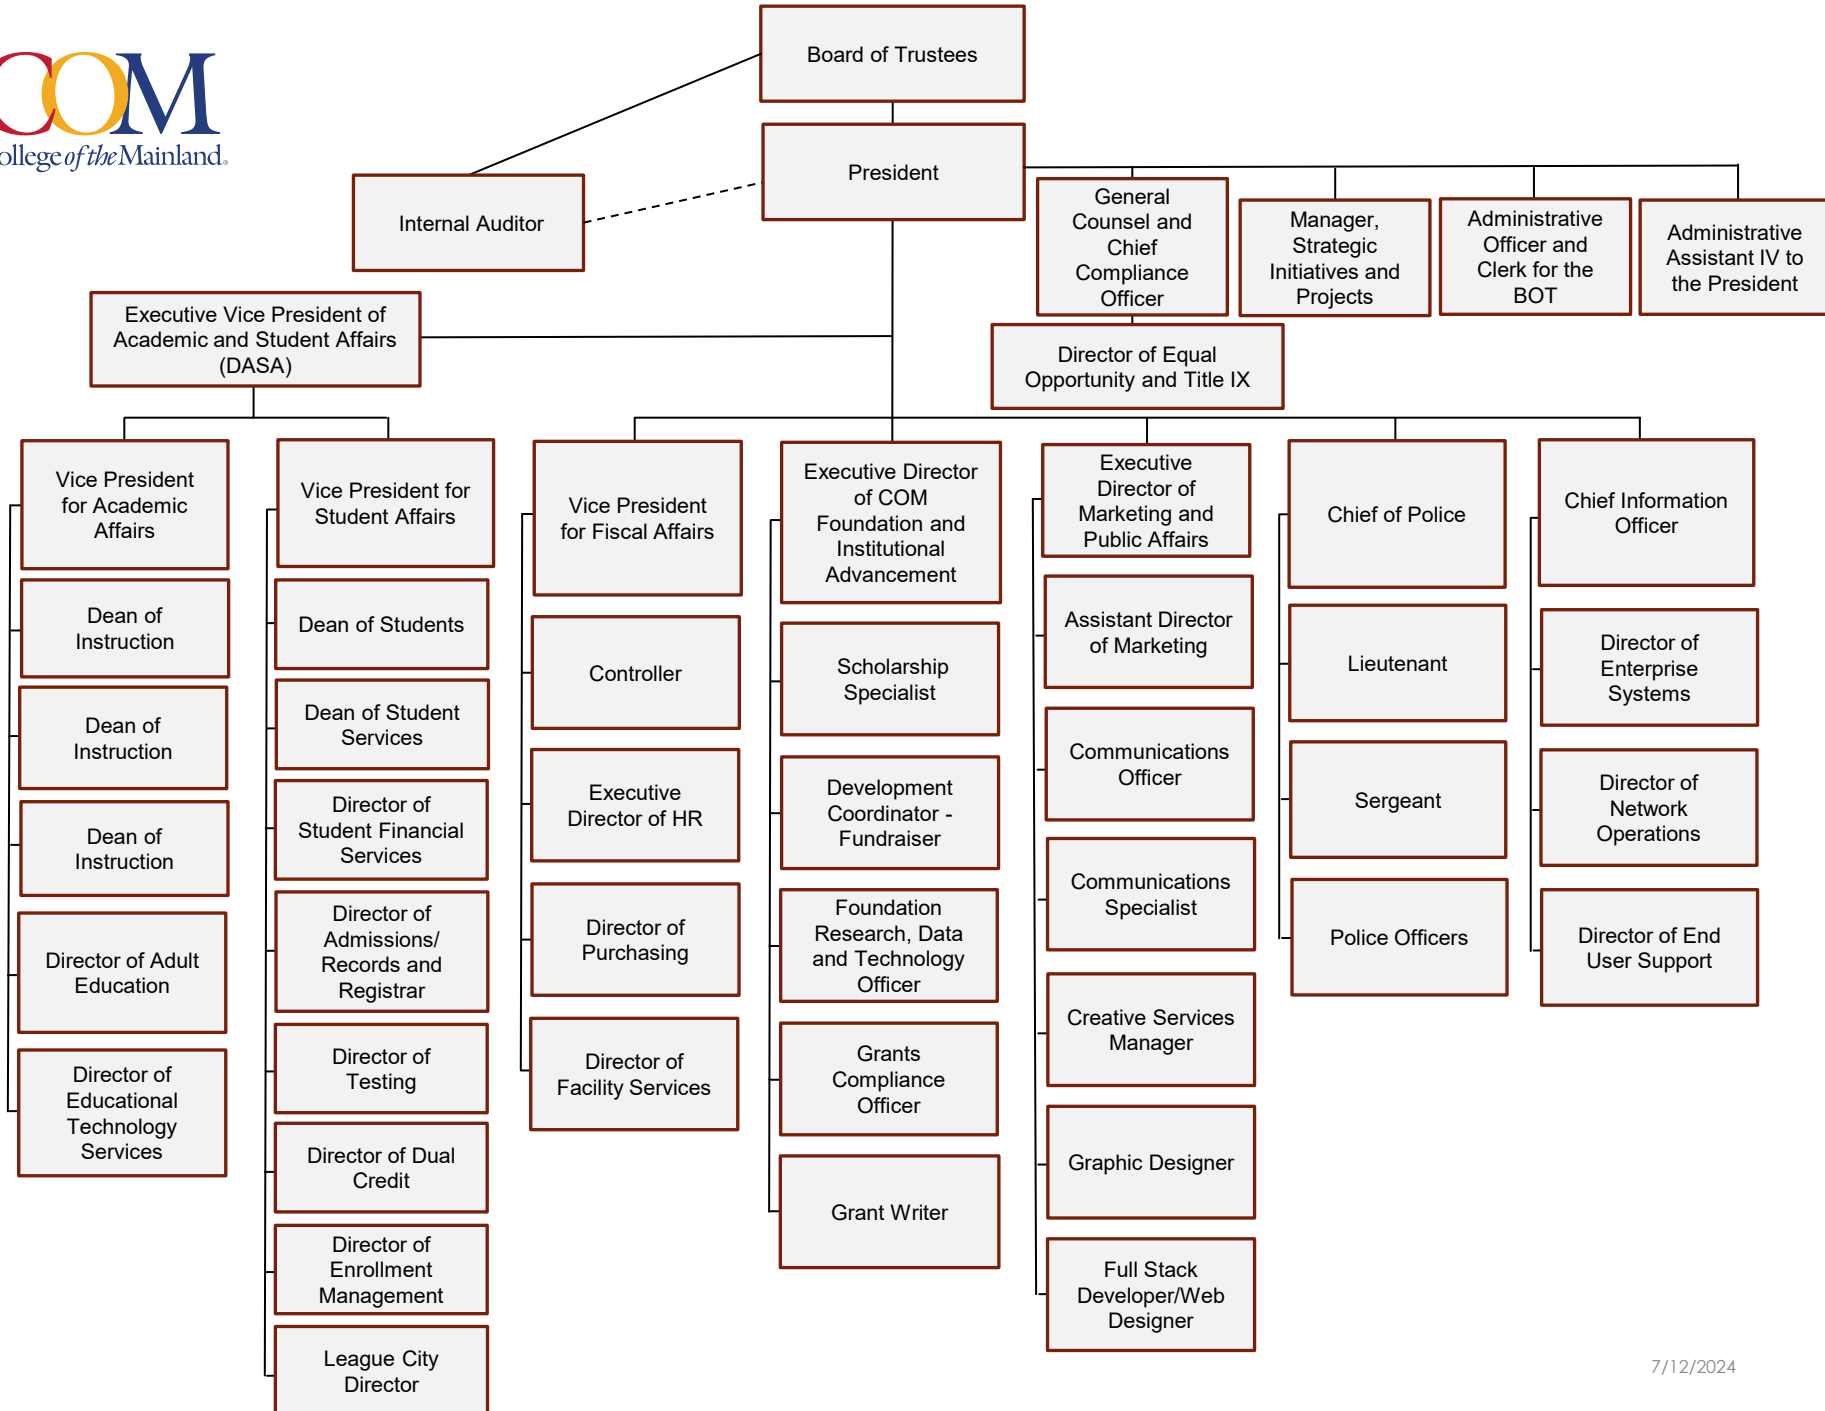 Board of Trustees
COM
ollege of the Mainland
President
General
Counsel and
Chief
Compliance
Officer
Manager,
Strategic
Initiatives and
Projects
Administrative
Officer and
Clerk for the
BOT
Administrative
Assistant IV to
the President
Internal Auditor
Executive Vice President of
Academic and Student Affairs
(DASA)
Director of Equal
Opportunity and Title IX
Vice President
for Academic
Affairs
Dean of
Instruction
Dean of
Instruction
Dean of
Instruction
Director of Adult
Education
Director of
Educational
Technology
Services
Vice President for
Student Affairs
Dean of Students
Dean of Student
Services
Director of
Student Financial
Services
Director of
Admissions/
Records and
Registrar
Director of
Testing
Director of Dual
Credit
Director of
Enrollment
Management
League City
Director
Vice President
for Fiscal Affairs
Controller
Executive
Director of HR
Director of
Purchasing
Director of
Facility Services
Executive Director
of COM
Foundation and
Institutional
Advancement
Scholarship
Specialist
Development
Coordinator -
Fundraiser
Foundation
Research, Data
and Technology
Officer
Grants
Compliance
Officer
Grant Writer
Executive
Director of
Marketing and
Public Affairs
Assistant Director
of Marketing
Communications
Officer
Communications
Specialist
Creative Services
Manager
Graphic Designer
Full Stack
Developer/Web
Designer
Chief of Police
Lieutenant
Sergeant
Police Officers
Chief Information
Officer
Director of
Enterprise
Systems
Director of
Network
Operations
Director of End
User Support
7/12/2024